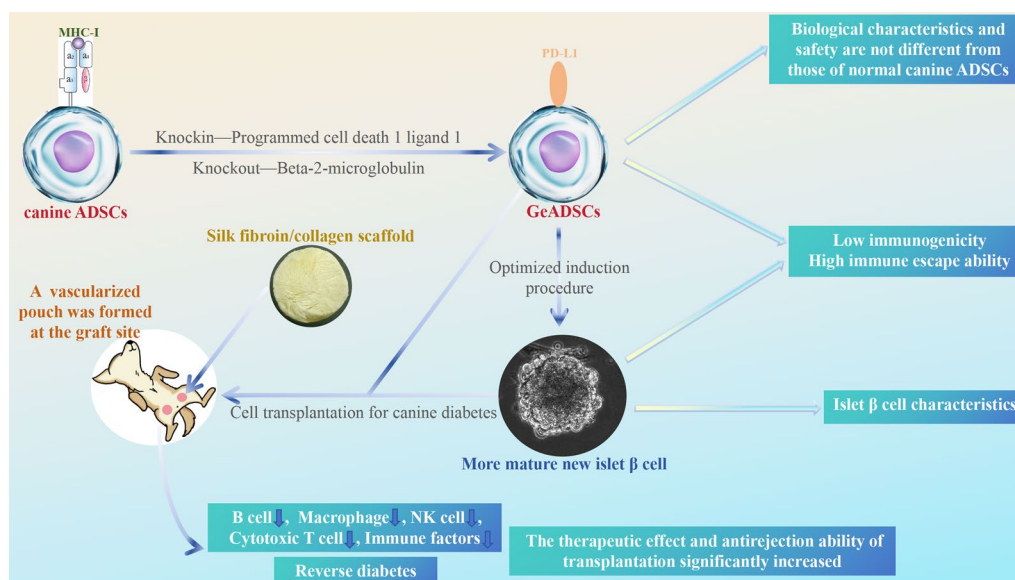 MHC-I
α₂ α₁
α₃ β
PD-L1
Biological characteristics and
safety are not different from
those of normal canine ADSCs
Knockin—Programmed cell death 1 ligand 1
Knockout—Beta-2-microglobulin
canine ADSCs
GeADSCs
Silk fibroin/collagen scaffold
Optimized induction
procedure
Low immunogenicity
High immune escape ability
A vascularized
pouch was formed
at the graft site
Cell transplantation for canine diabetes
Islet β cell characteristics
More mature new islet β cell
B cell↓, Macrophage↓, NK cell↓,
Cytotoxic T cell↓, Immune factors↓
Reverse diabetes
The therapeutic effect and antirejection ability of
transplantation significantly increased